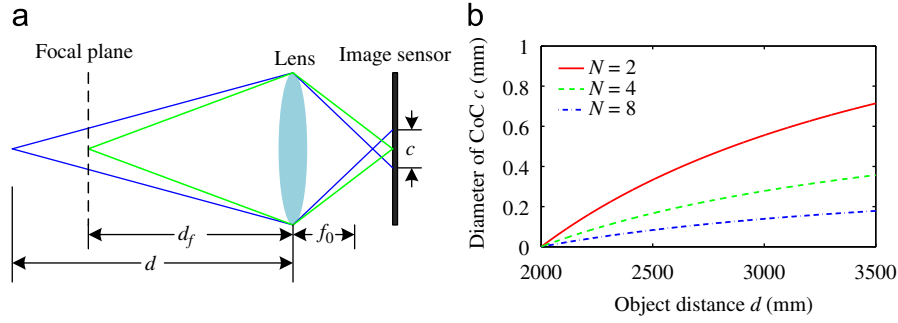 a
Focal plane
Lens
Image sensor
c
d_f
f_0
d
b
Diameter of CoC c (mm)
1
0.8
0.6
0.4
0.2
0
N = 2
N = 4
N = 8
2000 2500 3000 3500
Object distance d (mm)